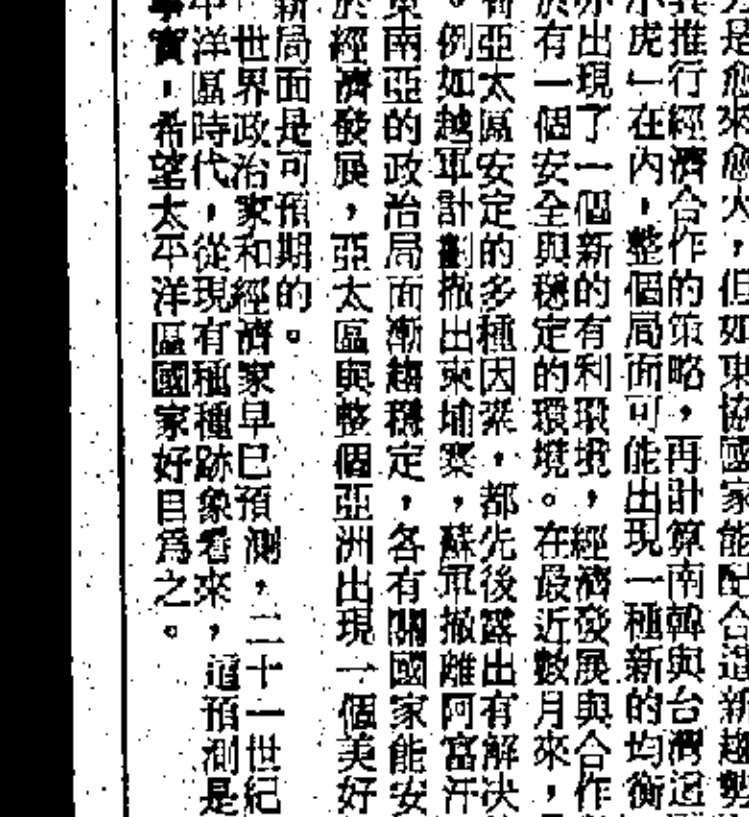 是愈來愈大，但如東協國家能配合這新趨勢
推行經濟合作的策略，再計算南韓與台灣這
小虎」在內，整個局面可能出現一種新的均衡
亦出現了一個新的有利環境，經濟發展與合作
於有一個安全與穩定的環境。在最近數月來，
亞太區安定的多種因素，都先後露出有解決
。例如越軍計劃撤出柬埔寨，蘇軍撤離阿富汗
東南亞的政治局面漸趨穩定，各有關國家能安
於經濟發展，亞太區與整個亞洲出現一個美好
新局面是可預期的。
世界政治家和經濟家早已預測，二十一世紀
平洋區時代，從現有種種跡象看來，這預測是
事實，希望太平洋區國家好自為之。